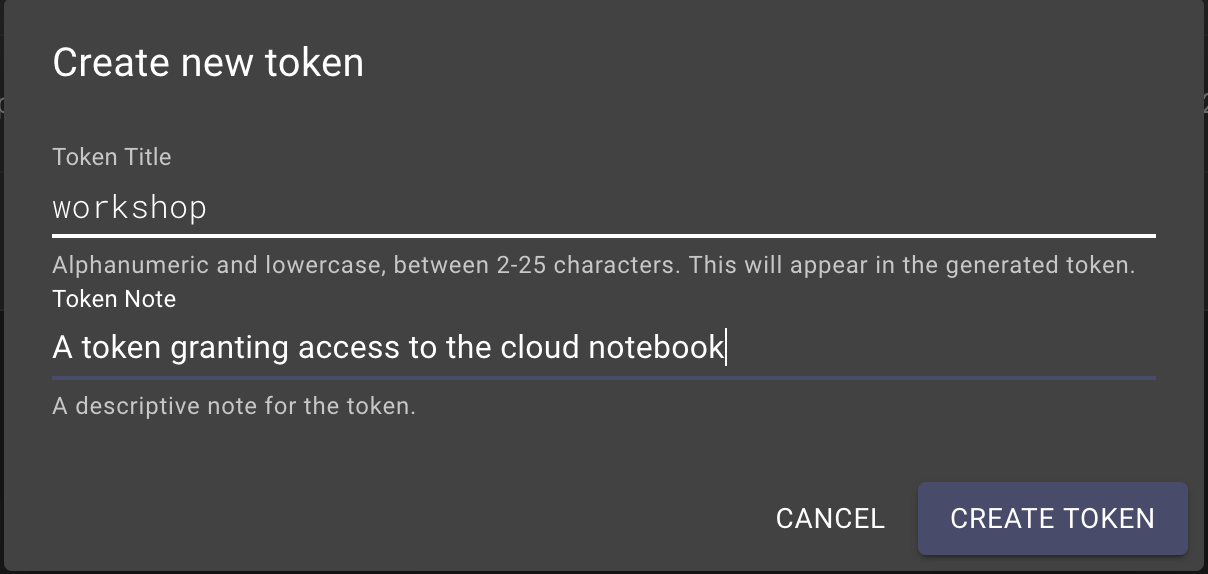 Create new token
Token Title
workshop
Alphanumeric and lowercase, between 2-25 characters. This will appear in the generated token.
Token Note
A token granting access to the cloud notebook
A descriptive note for the token.
CANCEL CREATE TOKEN